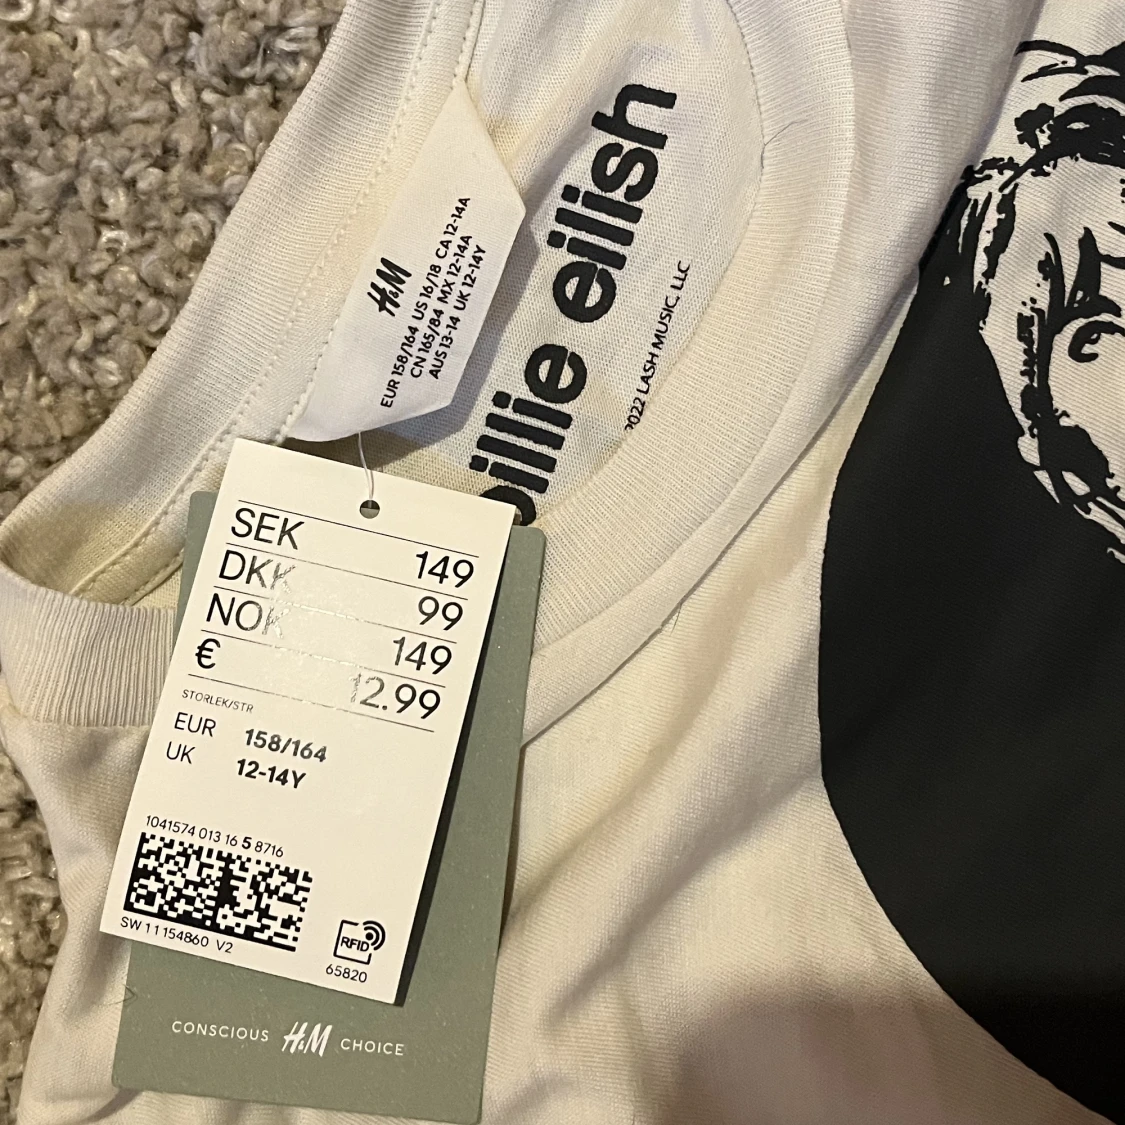 H&M
EUR 158/164 US 16/18 CA 12-14A
CN 165/84 MX 12-14A
AUS 13-14 UK 12-14Y
billie eilish
2022 LASH MUSIC, LLC
SEK 149
DKK 99
NOK 149
€ 12.99
STORLEK/STR
EUR 158/164
UK 12-14Y
1041574 013 16 5 8716
SW 11154860 V2
RFID
65820
CONSCIOUS H&M CHOICE